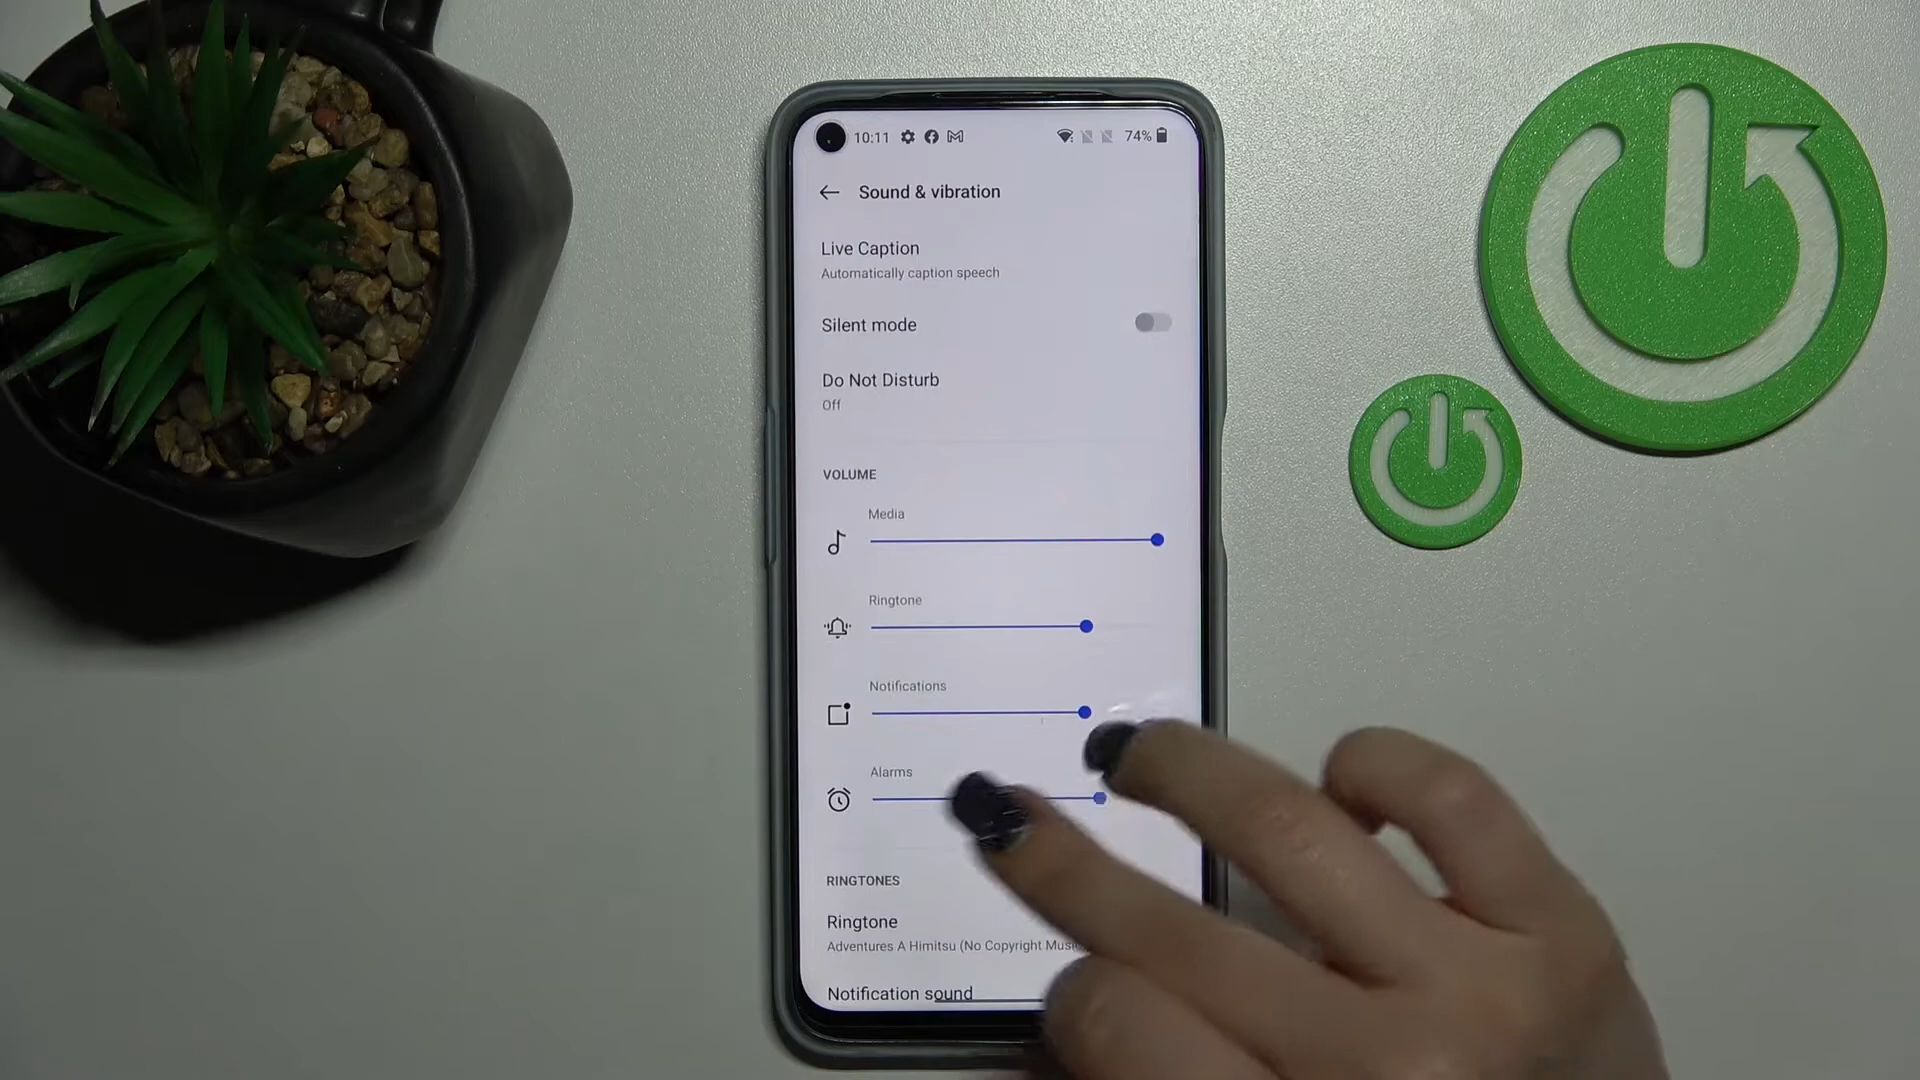 10:11 74%
Sound & vibration
Live Caption
Automatically caption speech
Silent mode
Do Not Disturb
Off
VOLUME
Media
Ringtone
Notifications
Alarms
RINGTONES
Ringtone
Adventures A Himitsu (No Copyright Music
Notification sound